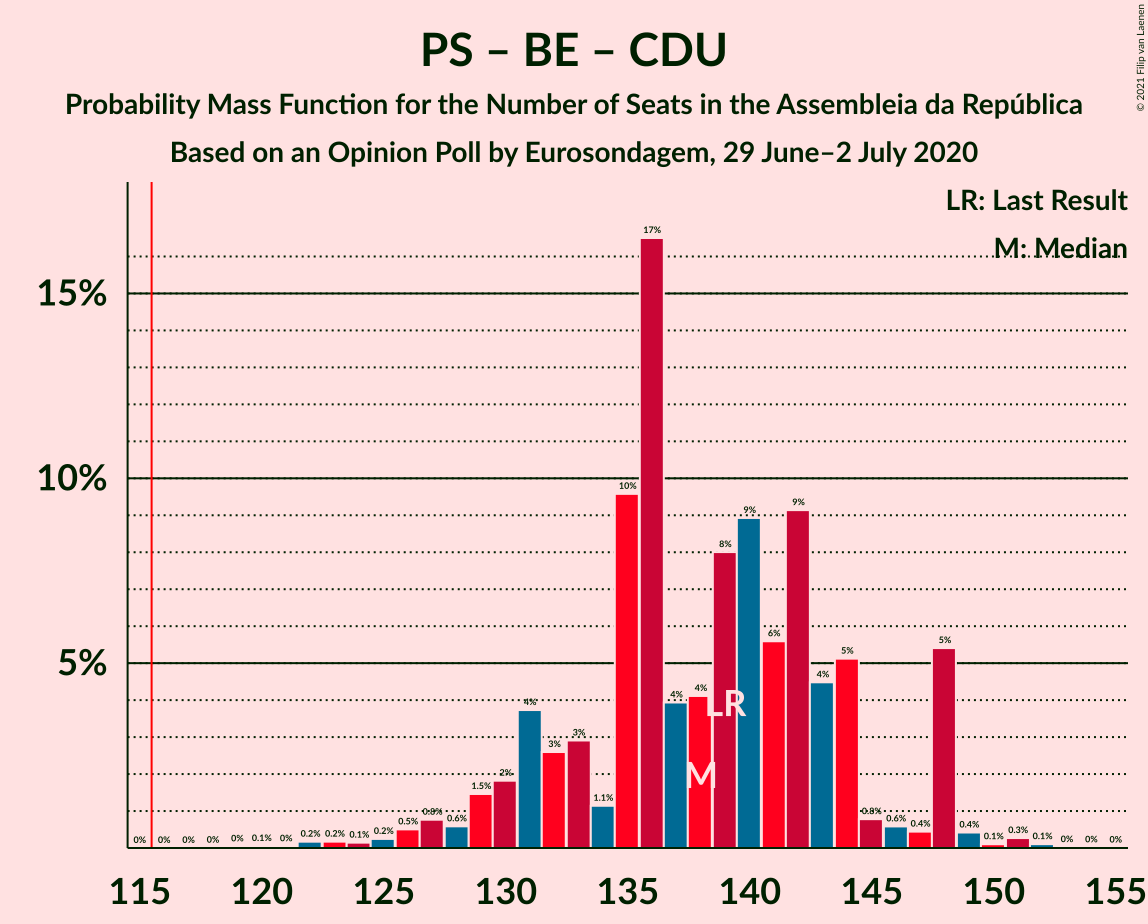 PS – BE – CDU
Probability Mass Function for the Number of Seats in the Assembleia da República
Based on an Opinion Poll by Eurosondagem, 29 June–2 July 2020
© 2021 Filip van Laenen
LR: Last Result
M: Median
15%
10%
5%
0% 0% 0% 0% 0% 0.1% 0% 0.2% 0.2% 0.1% 0.2% 0.5% 0.8% 0.6% 1.5% 2% 4% 3% 3% 1.1% 10% 17% 4% 4% 8% 9% 6% 9% 4% 5% 0.8% 0.6% 0.4% 5% 0.4% 0.1% 0.3% 0.1% 0% 0% 0%
LR
M
115 120 125 130 135 140 145 150 155